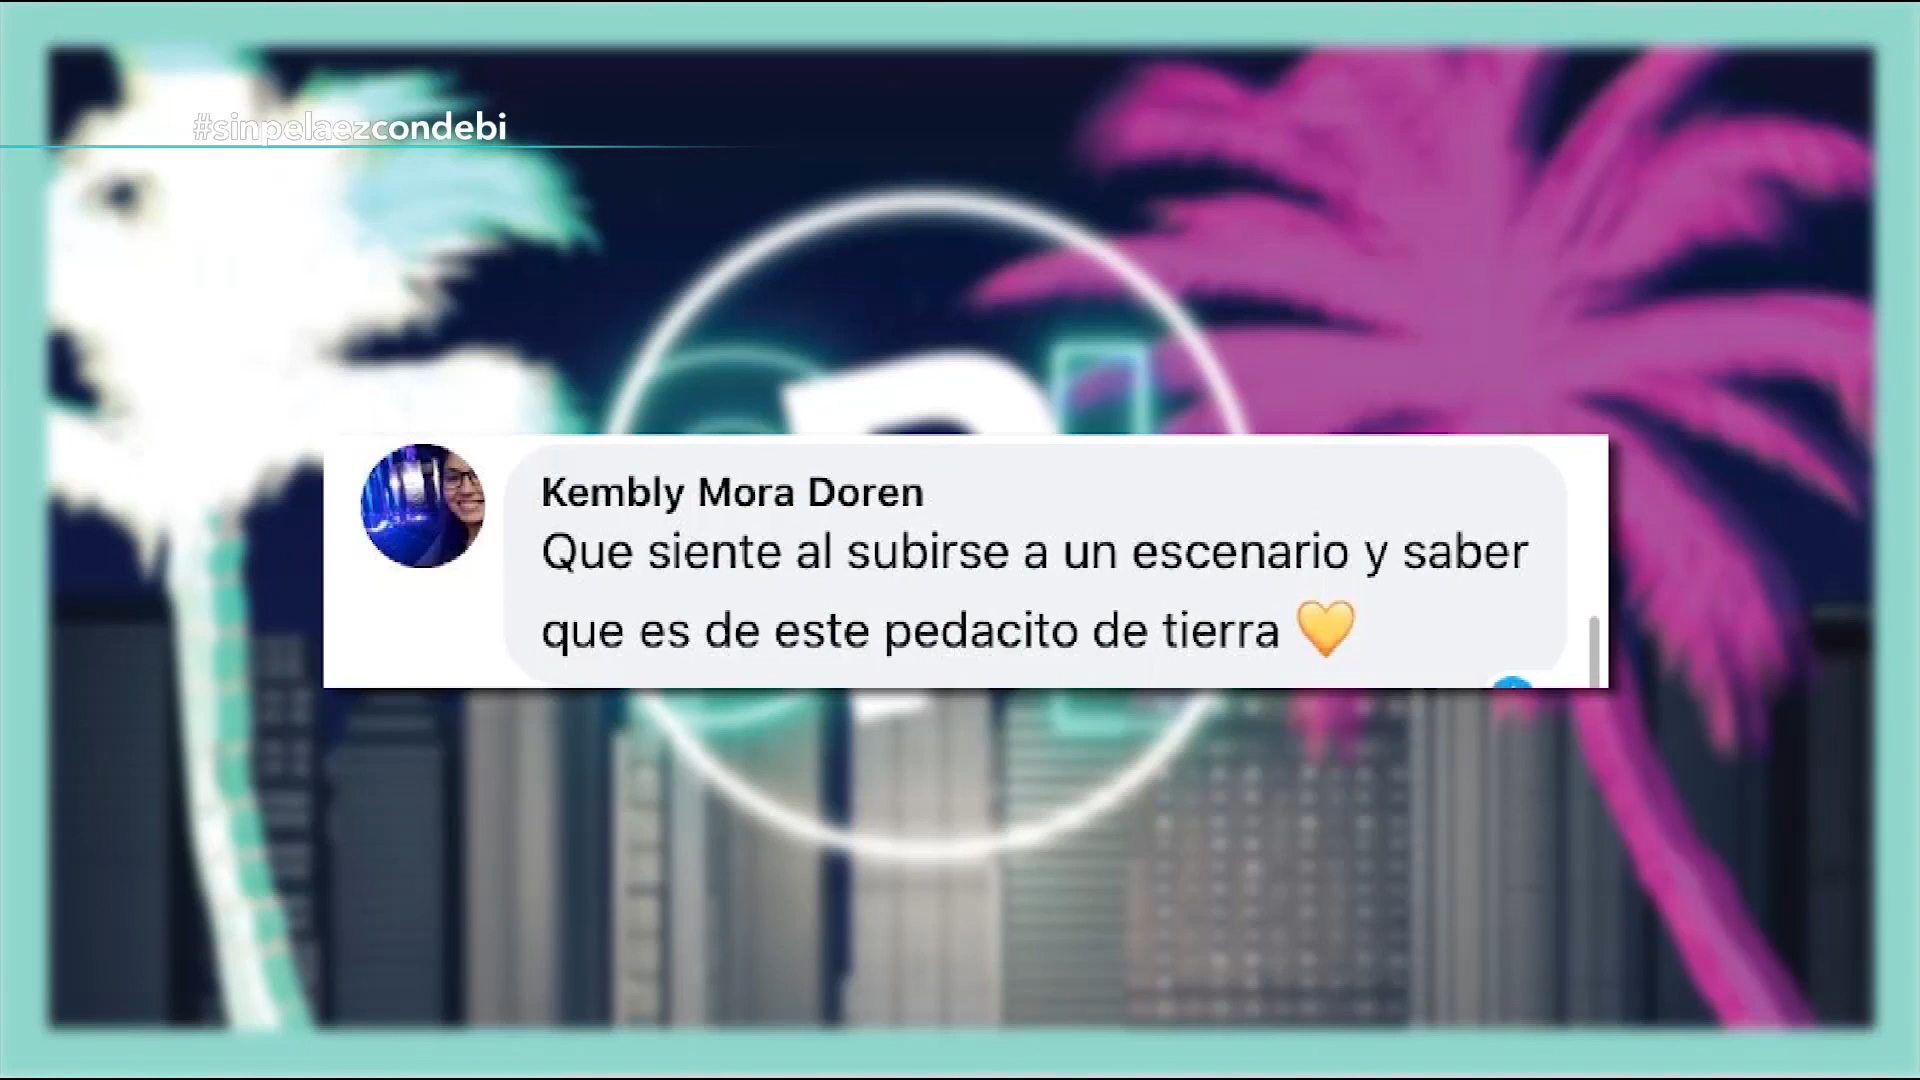 #sinpelaezcondebi
Kembly Mora Doren
Que siente al subirse a un escenario y saber
que es de este pedacito de tierra 💛